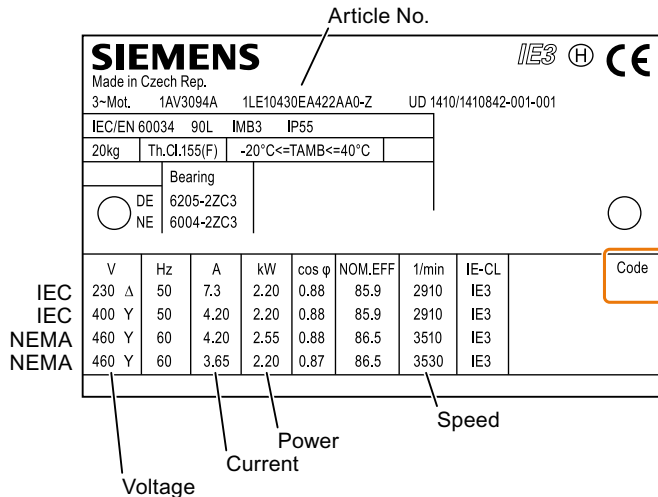 Article No.
SIEMENS IE3 H CE
Made in Czech Rep.
3~Mot. 1AV3094A 1LE10430EA422AA0-Z UD 1410/1410842-001-001
IEC/EN 60034 90L IMB3 IP55
20kg Th.Cl.155(F) -20°C<=TAMB<=40°C
Bearing
DE 6205-2ZC3
NE 6004-2ZC3
V Hz A kW cos φ NOM.EFF 1/min IE-CL Code
IEC 230 Δ 50 7.3 2.20 0.88 85.9 2910 IE3
IEC 400 Y 50 4.20 2.20 0.88 85.9 2910 IE3
NEMA 460 Y 60 4.20 2.55 0.88 86.5 3510 IE3
NEMA 460 Y 60 3.65 2.20 0.87 86.5 3530 IE3
Speed
Power
Current
Voltage